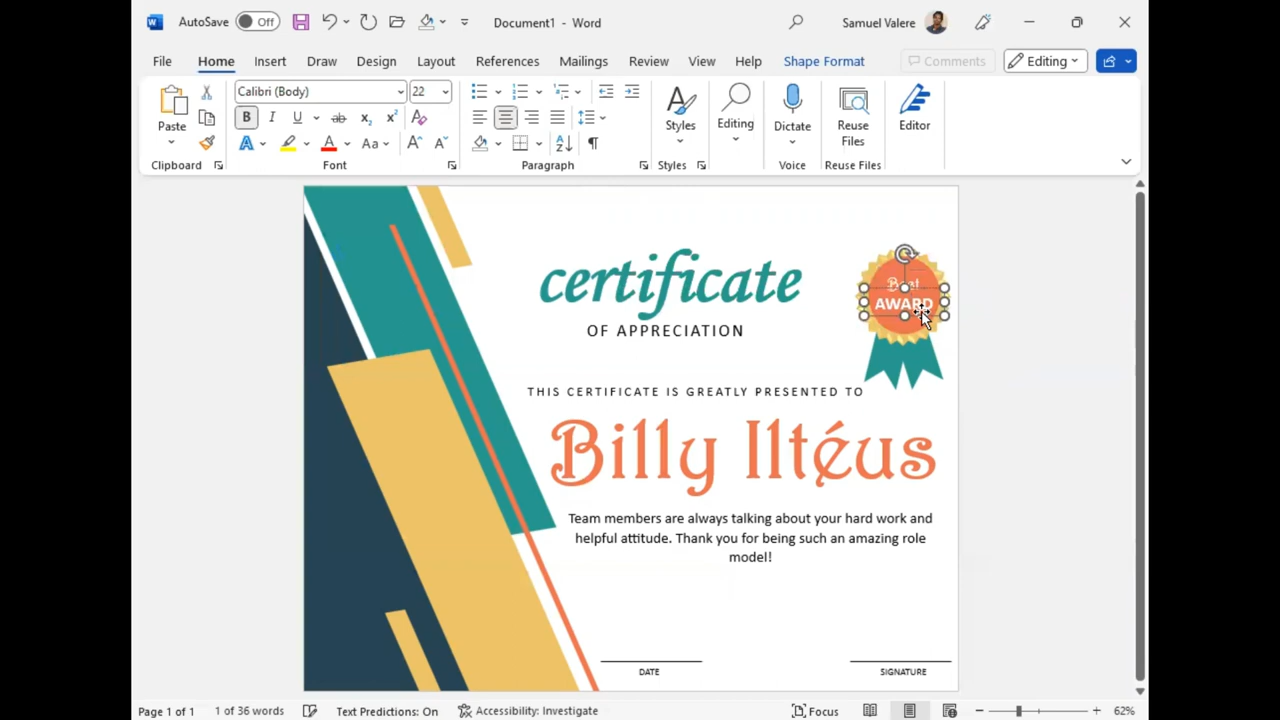 AutoSave Off Document1 - Word Samuel Valere
File Home Insert Draw Design Layout References Mailings Review View Help Shape Format Comments Editing
Calibri (Body) 22
Paste Styles Editing Dictate Reuse Files Editor
Clipboard Font Paragraph Styles Voice Reuse Files
certificate
OF APPRECIATION
Best
AWARD
THIS CERTIFICATE IS GREATLY PRESENTED TO
Billy Iltéus
Team members are always talking about your hard work and
helpful attitude. Thank you for being such an amazing role
model!
DATE SIGNATURE
Page 1 of 1 1 of 36 words Text Predictions: On Accessibility: Investigate Focus 62%